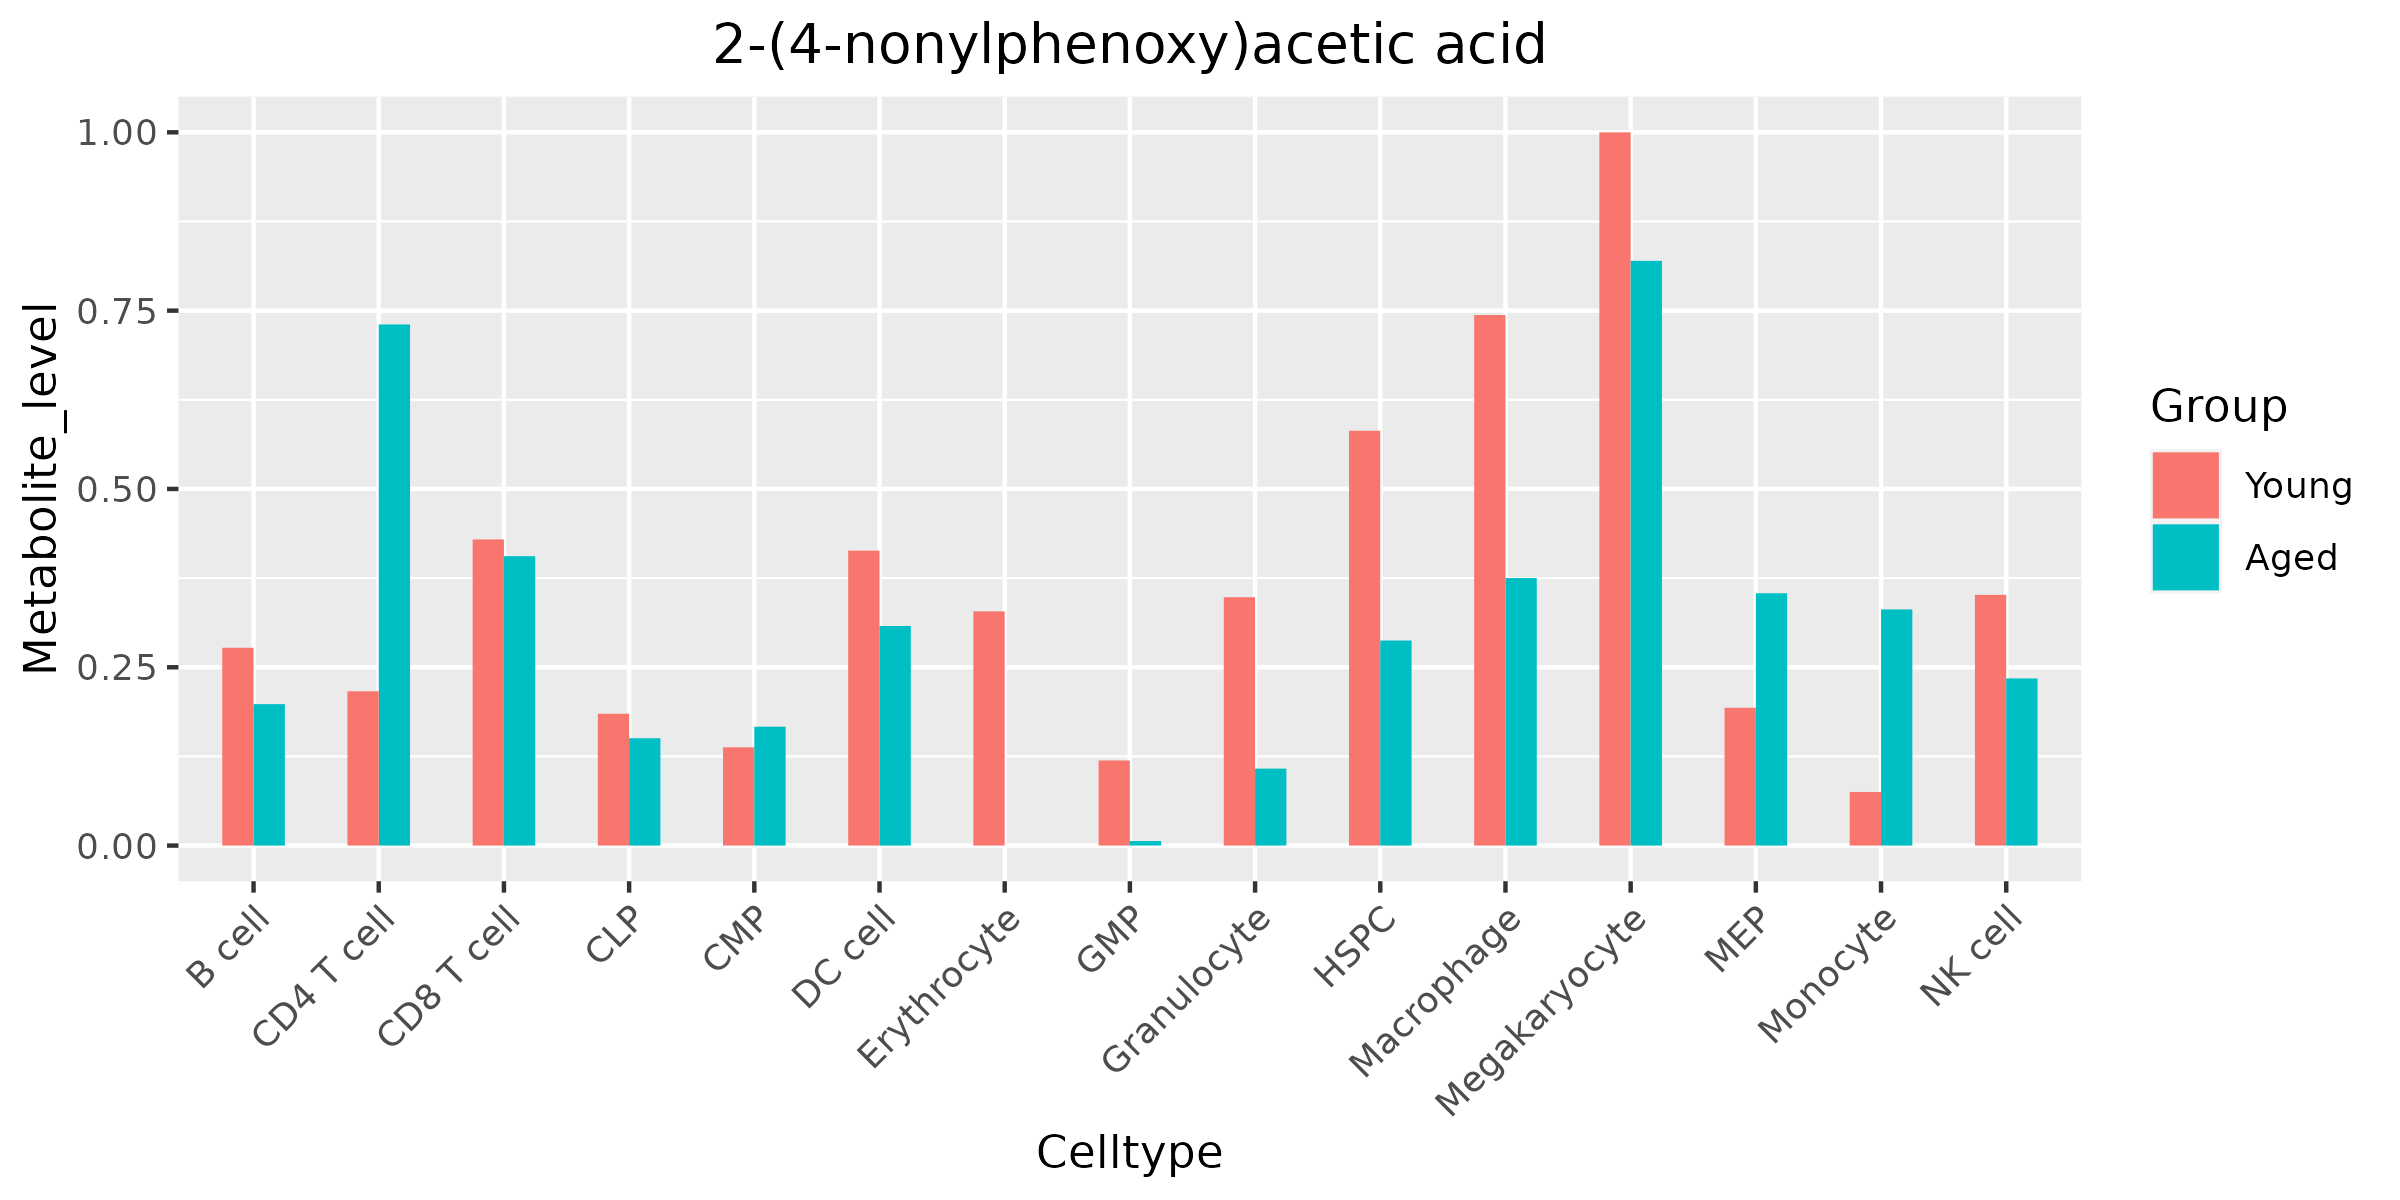 2-(4-nonylphenoxy)acetic acid
Metabolite_level
1.00
0.75
0.50
0.25
0.00
B cell
CD4 T cell
CD8 T cell
CLP
CMP
DC cell
Erythrocyte
GMP
Granulocyte
HSPC
Macrophage
Megakaryocyte
MEP
Monocyte
NK cell
Celltype
Group
Young
Aged